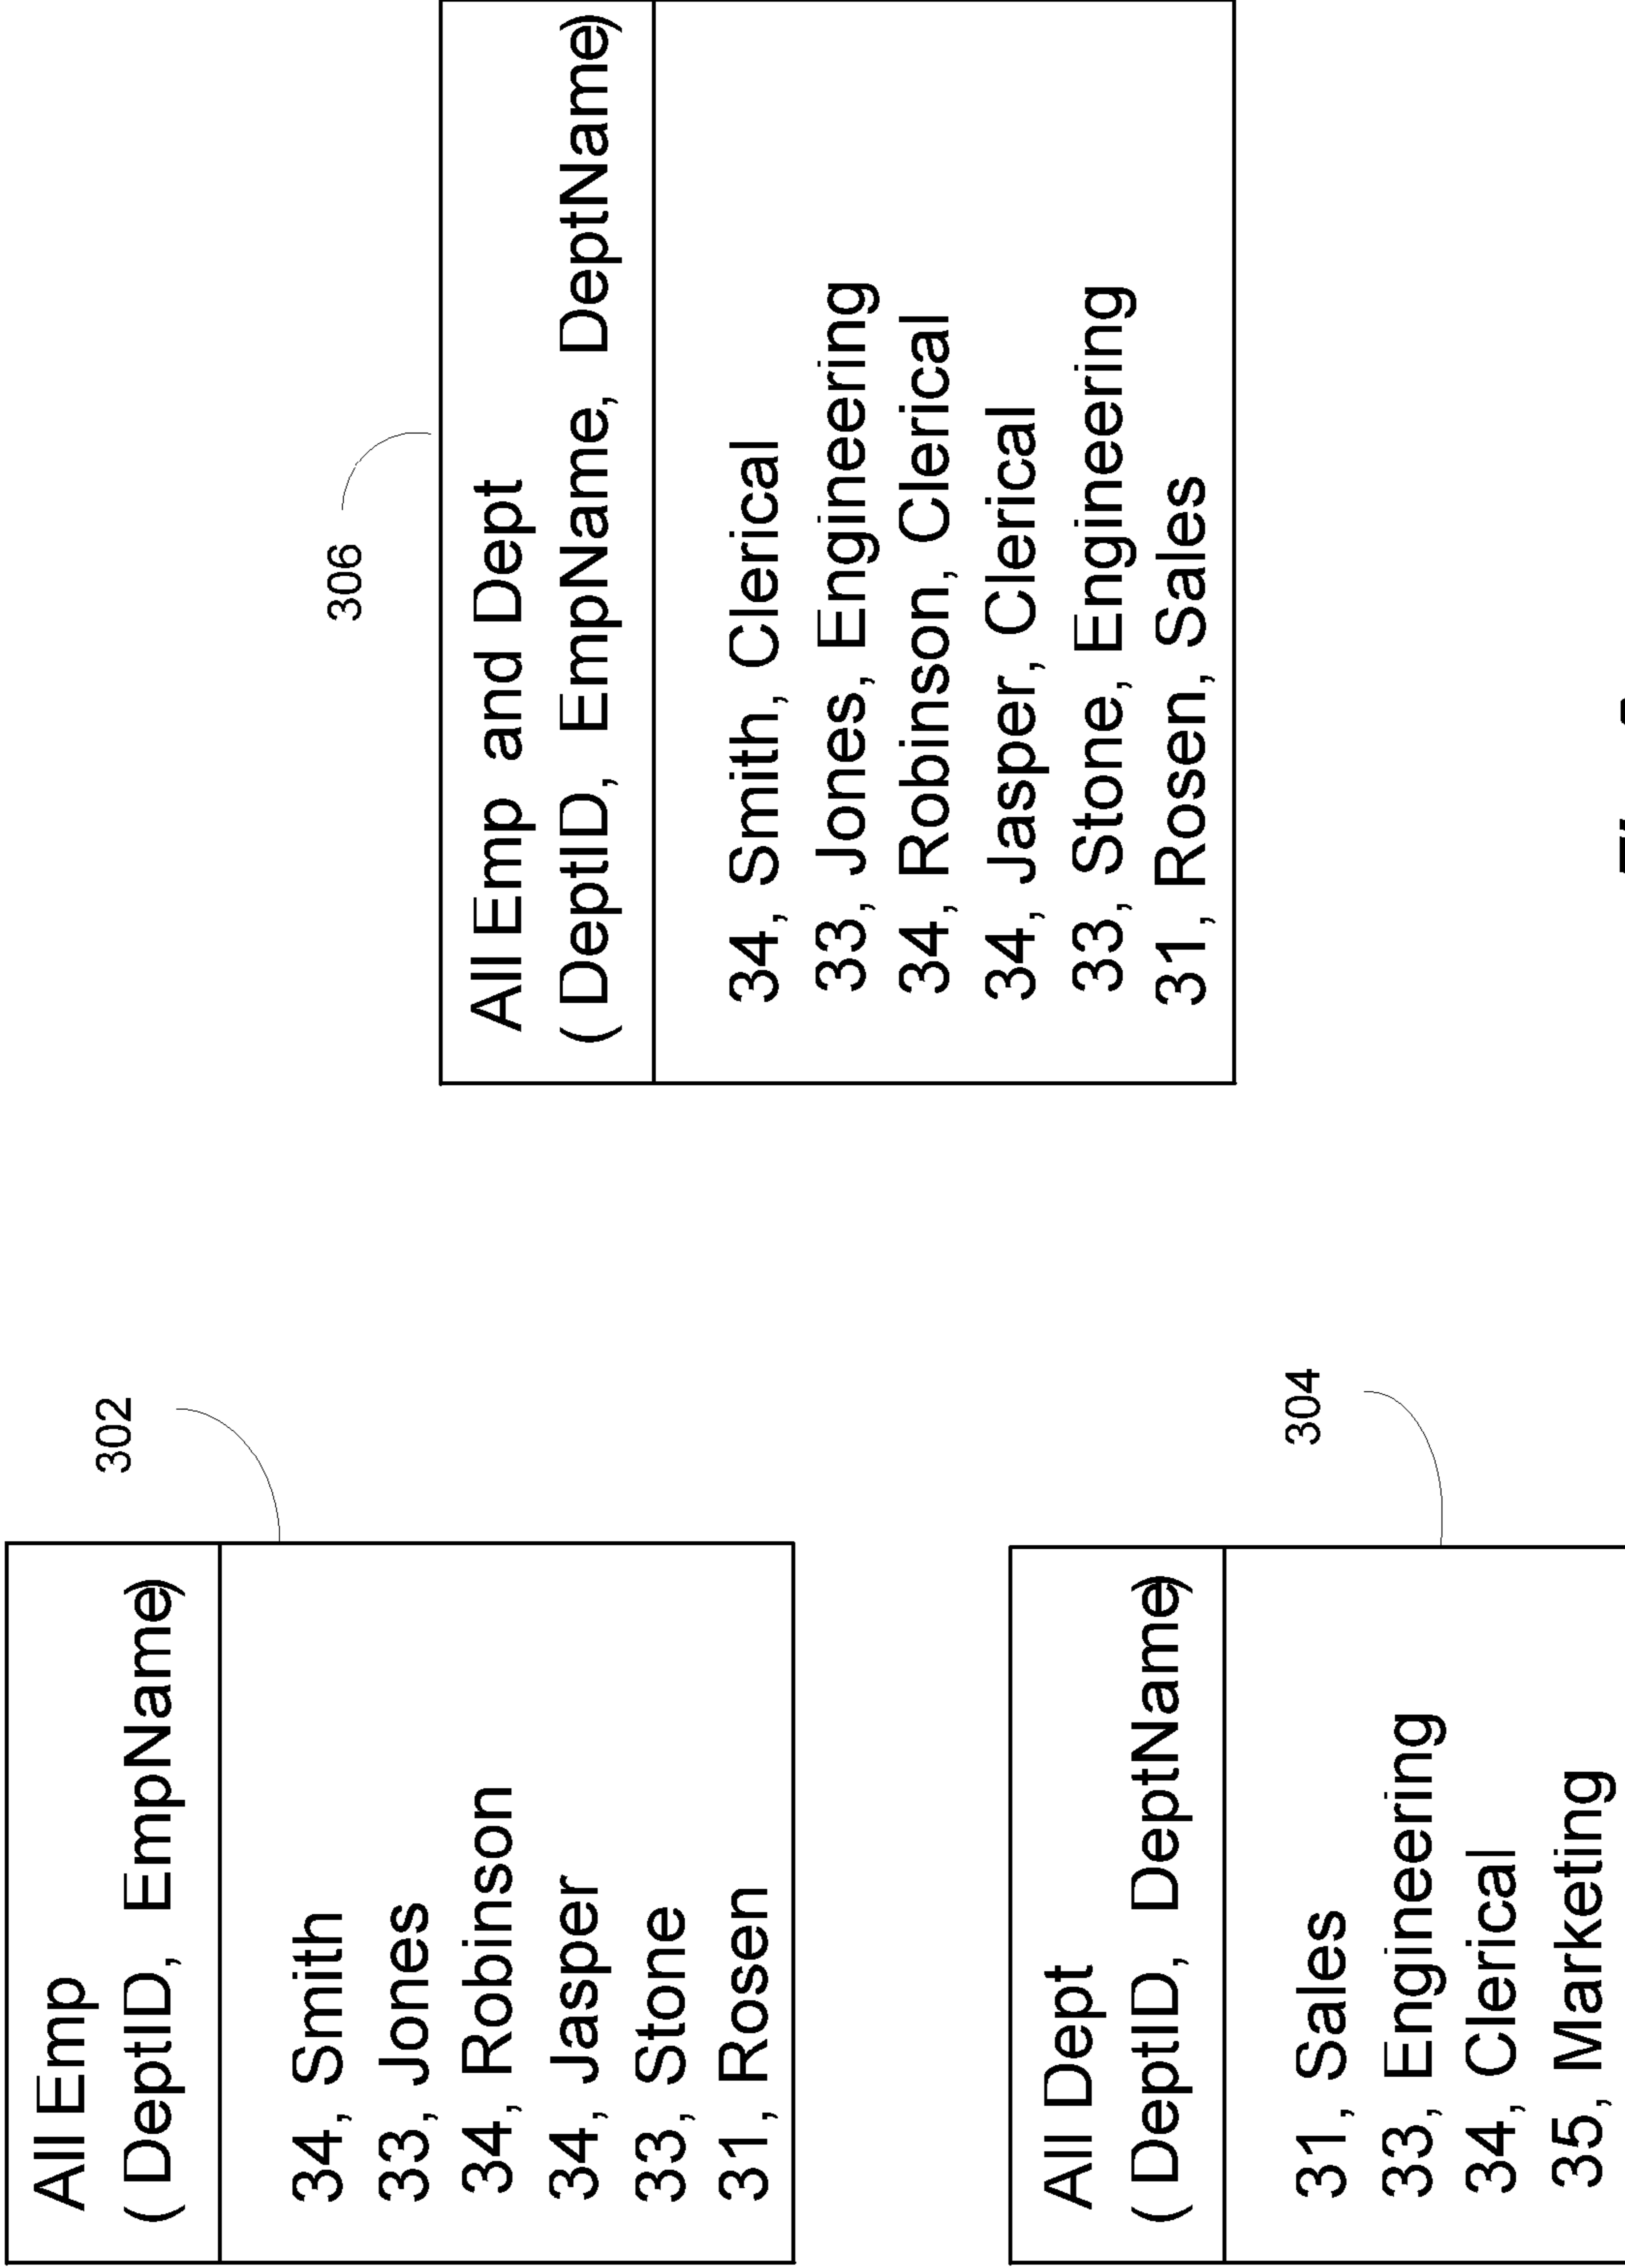 All Emp
( DeptID, EmpName)
34, Smith
33, Jones
34, Robinson
34, Jasper
33, Stone
31, Rosen
302
All Dept
( DeptID, DeptName)
31, Sales
33, Engineering
34, Clerical
35, Marketing
304
306
All Emp and Dept
( DeptID, EmpName, DeptName)
34, Smith, Clerical
33, Jones, Engineering
34, Robinson, Clerical
34, Jasper, Clerical
33, Stone, Engineering
31, Rosen, Sales